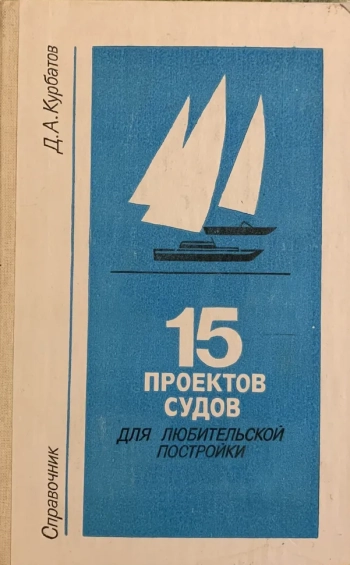 Д.А.Курбатов
15
ПРОЕКТОВ
СУДОВ
ДЛЯ ЛЮБИТЕЛЬСКОЙ
ПОСТРОЙКИ
Справочник